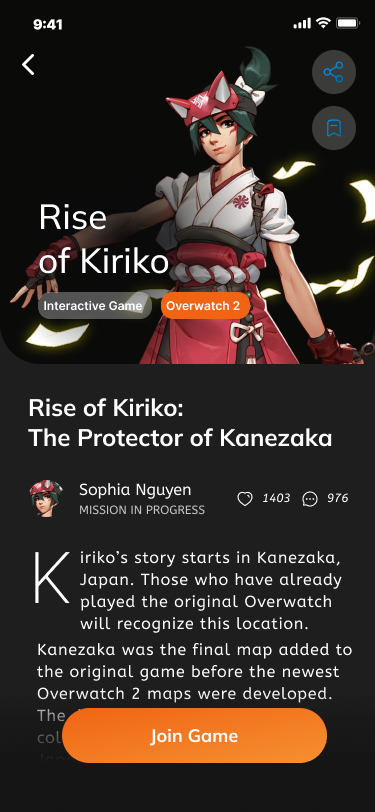 9:41
Rise
of Kiriko
Interactive Game
Overwatch 2
Rise of Kiriko:
The Protector of Kanezaka
Sophia Nguyen
MISSION IN PROGRESS
1403
976
Kiriko’s story starts in Kanezaka,
Japan. Those who have already
played the original Overwatch
will recognize this location.
Kanezaka was the final map added to
the original game before the newest
Overwatch 2 maps were developed.
The
Join Game